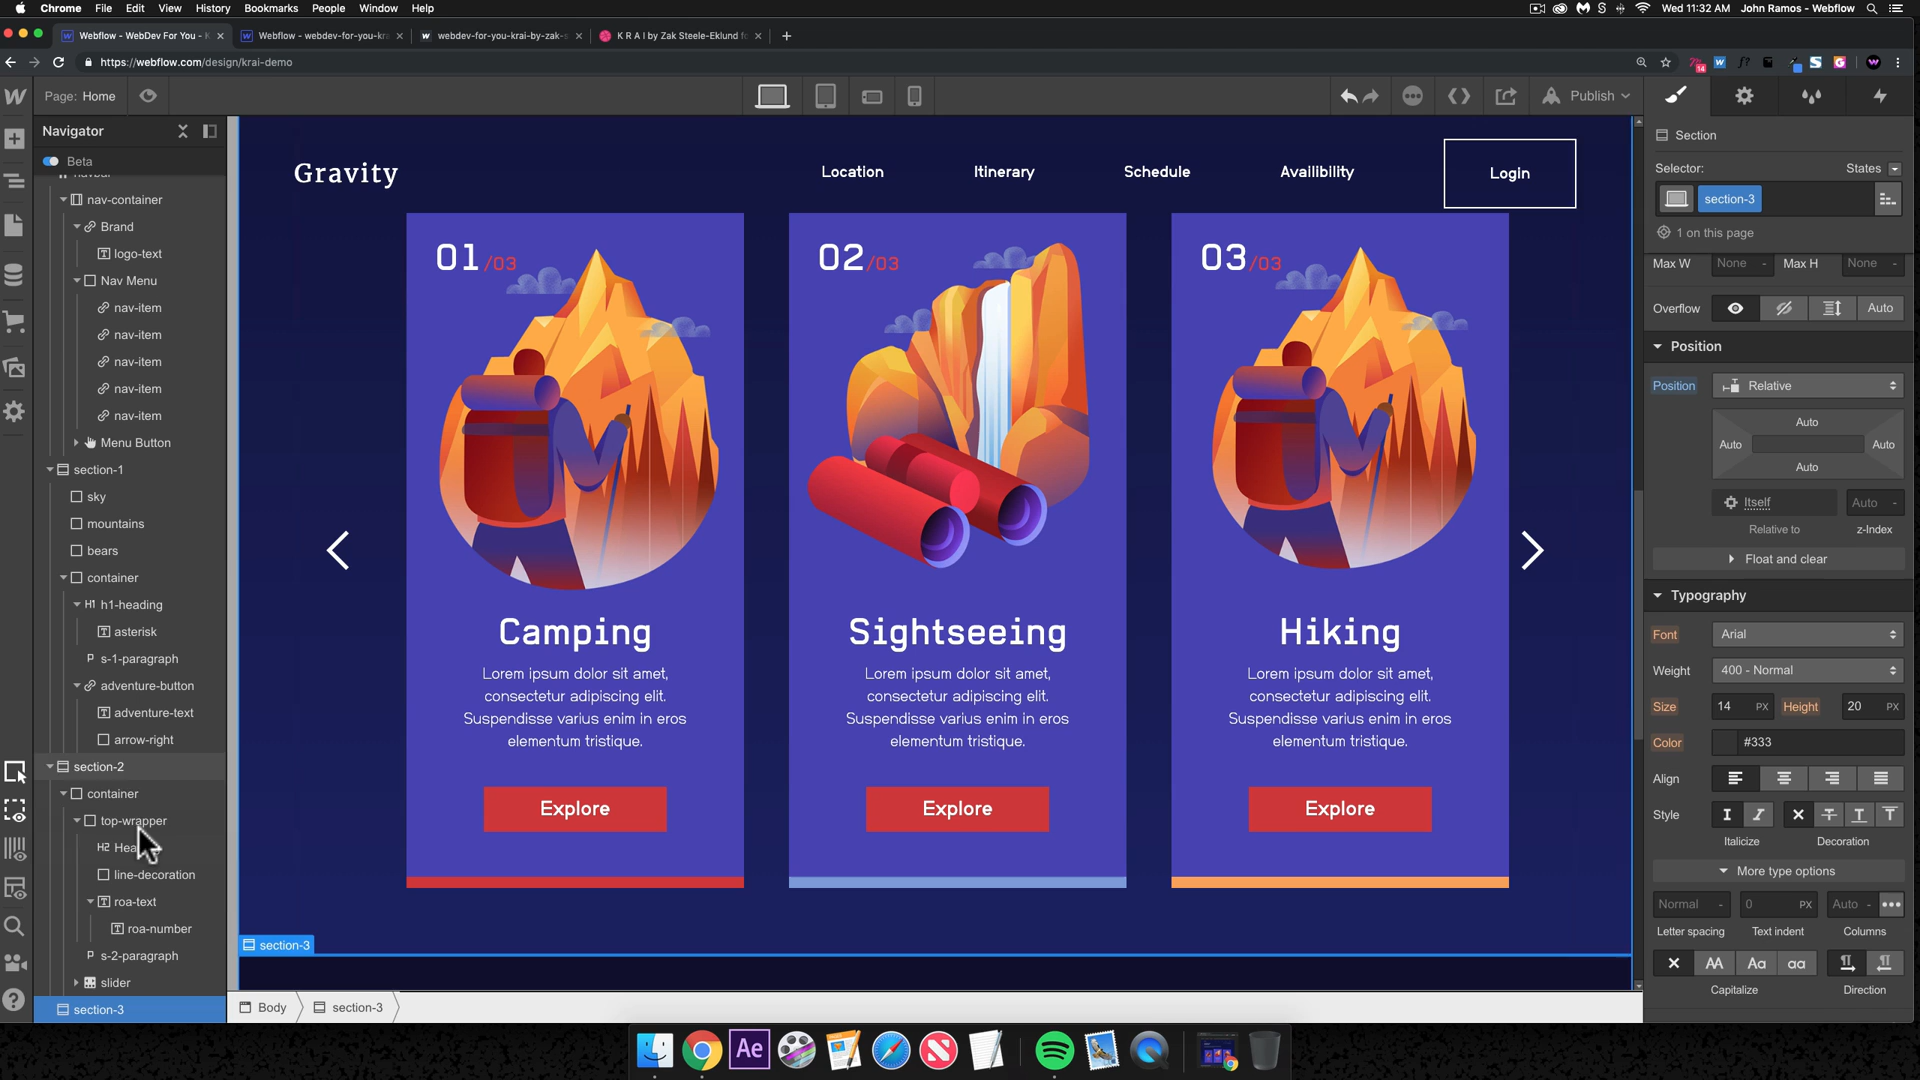 Chrome File Edit View History Bookmarks People Window Help
Wed 11:32 AM John Ramos - Webflow
Webflow - WebDev For You - K
Webflow - webdev-for-you-kra
webdev-for-you-krai-by-zak-s
K R A I by Zak Steele-Eklund fo
https://webflow.com/design/krai-demo
14
Page: Home
Publish
Navigator
Beta
nav-container
Brand
logo-text
Nav Menu
nav-item
nav-item
nav-item
nav-item
nav-item
Menu Button
section-1
sky
mountains
bears
container
H1 h1-heading
asterisk
P s-1-paragraph
adventure-button
adventure-text
arrow-right
section-2
container
top-wrapper
H2
line-decoration
roa-text
roa-number
P s-2-paragraph
slider
section-3
Gravity
Location
Itinerary
Schedule
Availibility
Login
01/03
02/03
03/03
Camping
Sightseeing
Hiking
Lorem ipsum dolor sit amet,
consectetur adipiscing elit.
Suspendisse varius enim in eros
elementum tristique.
Lorem ipsum dolor sit amet,
consectetur adipiscing elit.
Suspendisse varius enim in eros
elementum tristique.
Lorem ipsum dolor sit amet,
consectetur adipiscing elit.
Suspendisse varius enim in eros
elementum tristique.
Explore
Explore
Explore
section-3
Body
section-3
Section
Selector:
States
section-3
1 on this page
Max W None - Max H None -
Overflow Auto
Position
Position Relative
Auto
Auto Auto
Auto
Itself Auto -
Relative to z-Index
Float and clear
Typography
Font Arial
Weight 400 - Normal
Size 14 PX Height 20 PX
Color #333
Align
Style
Italicize Decoration
More type options
Normal - 0 PX Auto -
Letter spacing Text indent Columns
AA Aa aa
Capitalize Direction
Ae